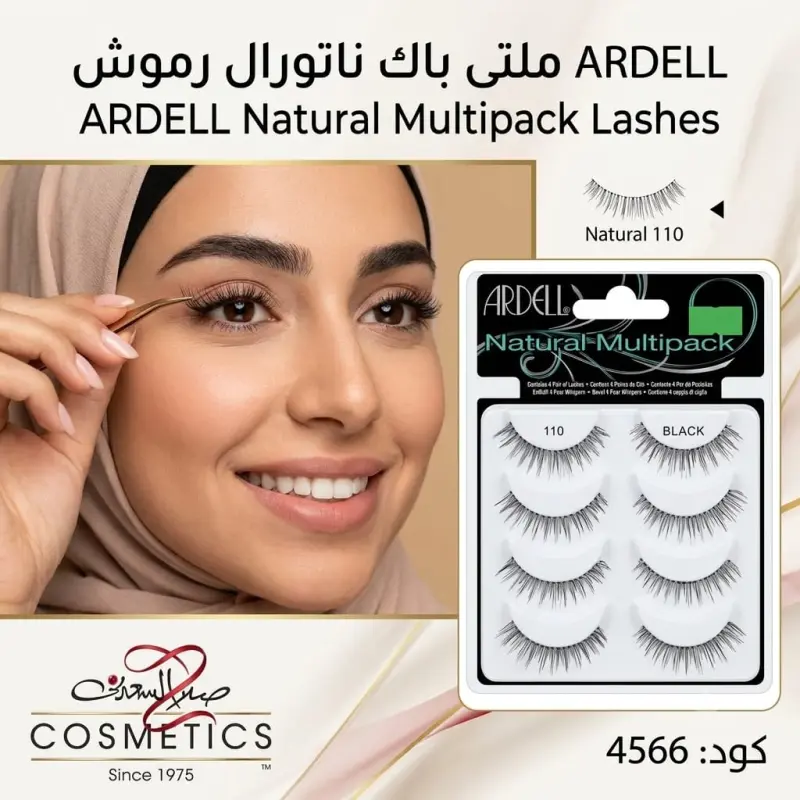 ARDELL ملتى باك ناتورال رموش
ARDELL Natural Multipack Lashes
Natural 110
ARDELL®
Natural Multipack
110
BLACK
COSMETICS
TM
Since 1975
كود: 4566